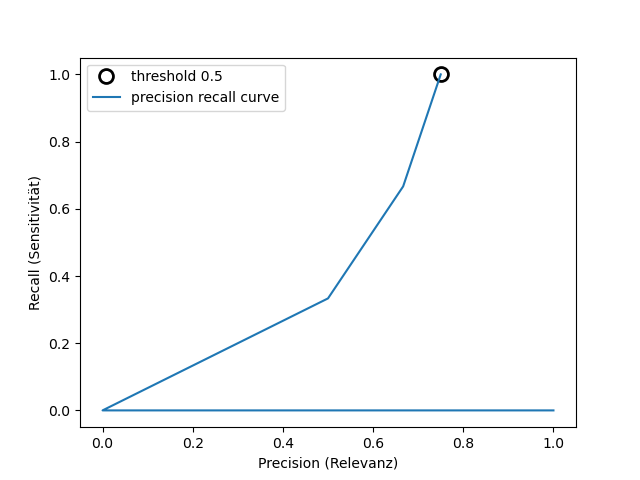 threshold 0.5
precision recall curve
1.0
0.8
0.6
0.4
0.2
0.0
Recall (Sensitivität)
0.0 0.2 0.4 0.6 0.8 1.0
Precision (Relevanz)